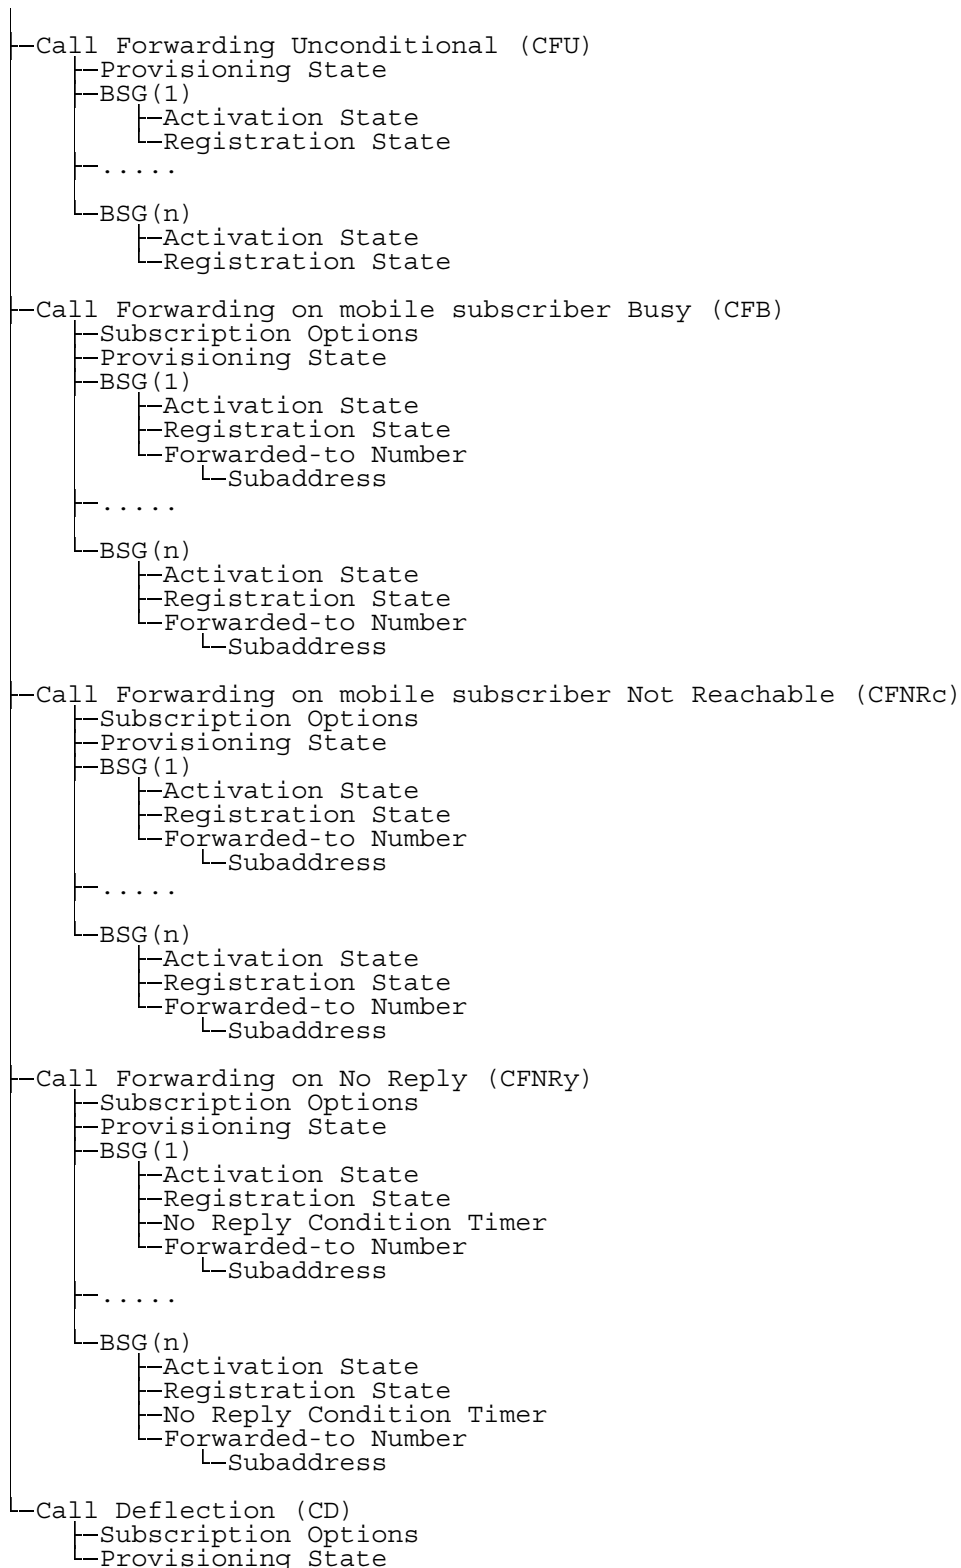 Call Forwarding Unconditional (CFU)
Provisioning State
BSG(1)
Activation State
Registration State
.....
BSG(n)
Activation State
Registration State
Call Forwarding on mobile subscriber Busy (CFB)
Subscription Options
Provisioning State
BSG(1)
Activation State
Registration State
Forwarded-to Number
Subaddress
.....
BSG(n)
Activation State
Registration State
Forwarded-to Number
Subaddress
Call Forwarding on mobile subscriber Not Reachable (CFNRc)
Subscription Options
Provisioning State
BSG(1)
Activation State
Registration State
Forwarded-to Number
Subaddress
.....
BSG(n)
Activation State
Registration State
Forwarded-to Number
Subaddress
Call Forwarding on No Reply (CFNRy)
Subscription Options
Provisioning State
BSG(1)
Activation State
Registration State
No Reply Condition Timer
Forwarded-to Number
Subaddress
.....
BSG(n)
Activation State
Registration State
No Reply Condition Timer
Forwarded-to Number
Subaddress
Call Deflection (CD)
Subscription Options
Provisioning State